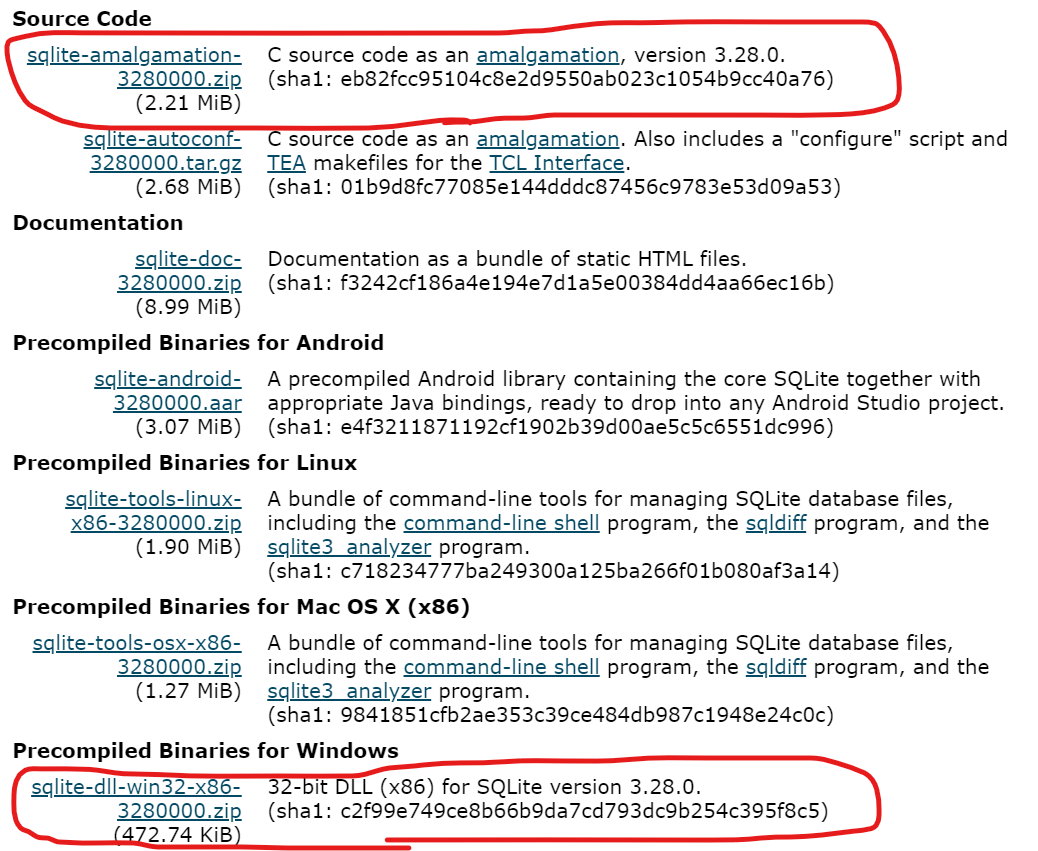 Source Code
sqlite-amalgamation- C source code as an amalgamation, version 3.28.0.
3280000.zip (sha1: eb82fcc95104c8e2d9550ab023c1054b9cc40a76)
(2.21 MiB)
sqlite-autoconf- C source code as an amalgamation. Also includes a "configure" script and
3280000.tar.gz TEA makefiles for the TCL Interface.
(2.68 MiB) (sha1: 01b9d8fc77085e144dddc87456c9783e53d09a53)
Documentation
sqlite-doc- Documentation as a bundle of static HTML files.
3280000.zip (sha1: f3242cf186a4e194e7d1a5e00384dd4aa66ec16b)
(8.99 MiB)
Precompiled Binaries for Android
sqlite-android- A precompiled Android library containing the core SQLite together with
3280000.aar appropriate Java bindings, ready to drop into any Android Studio project.
(3.07 MiB) (sha1: e4f3211871192cf1902b39d00ae5c5c6551dc996)
Precompiled Binaries for Linux
sqlite-tools-linux- A bundle of command-line tools for managing SQLite database files,
x86-3280000.zip including the command-line shell program, the sqldiff program, and the
(1.90 MiB) sqlite3_analyzer program.
(sha1: c718234777ba249300a125ba266f01b080af3a14)
Precompiled Binaries for Mac OS X (x86)
sqlite-tools-osx-x86- A bundle of command-line tools for managing SQLite database files,
3280000.zip including the command-line shell program, the sqldiff program, and the
(1.27 MiB) sqlite3_analyzer program.
(sha1: 9841851cfb2ae353c39ce484db987c1948e24c0c)
Precompiled Binaries for Windows
sqlite-dll-win32-x86- 32-bit DLL (x86) for SQLite version 3.28.0.
3280000.zip (sha1: c2f99e749ce8b66b9da7cd793dc9b254c395f8c5)
(472.74 KiB)